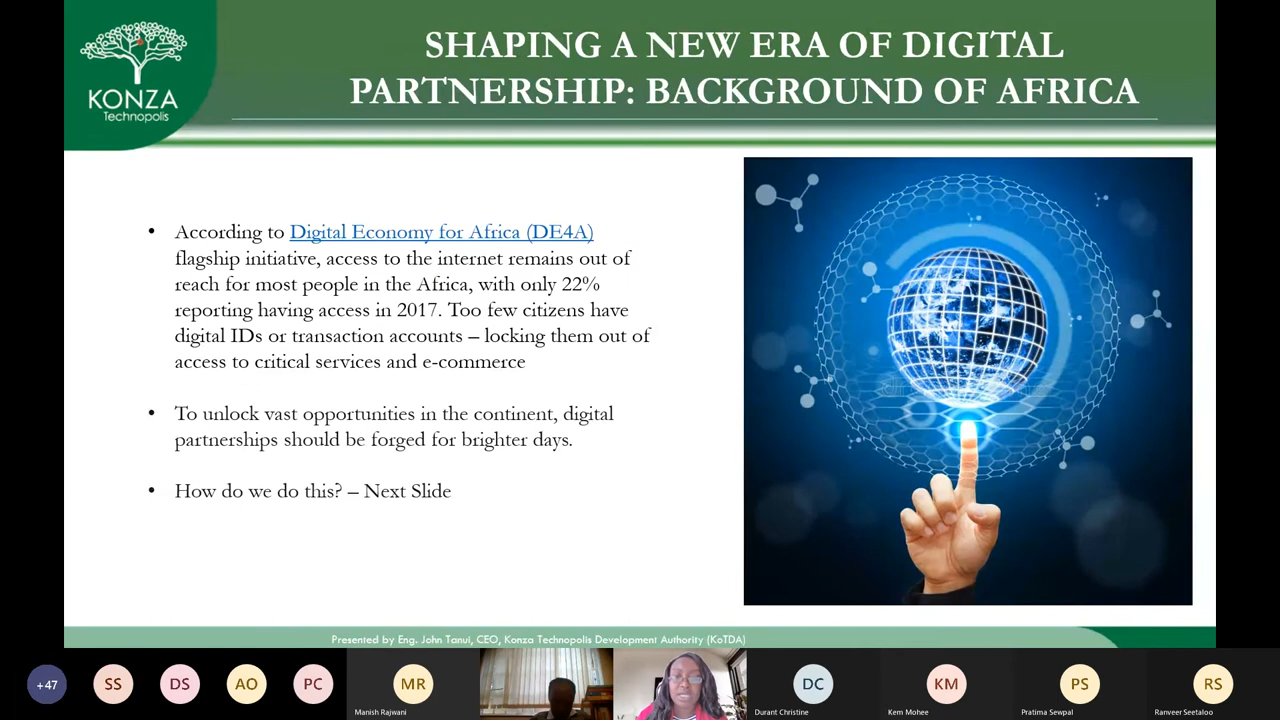 KONZA
Technopolis
SHAPING A NEW ERA OF DIGITAL
PARTNERSHIP: BACKGROUND OF AFRICA
• According to Digital Economy for Africa (DE4A)
flagship initiative, access to the internet remains out of
reach for most people in the Africa, with only 22%
reporting having access in 2017. Too few citizens have
digital IDs or transaction accounts – locking them out of
access to critical services and e-commerce
• To unlock vast opportunities in the continent, digital
partnerships should be forged for brighter days.
• How do we do this? – Next Slide
Presented by Eng. John Tanui, CEO, Konza Technopolis Development Authority (KoTDA)
+47
SS
DS
AO
PC
MR
Manish Rajwani
DC
Durant Christine
KM
Kem Mohee
PS
Pratima Sewpal
RS
Ranveer Seetaloo